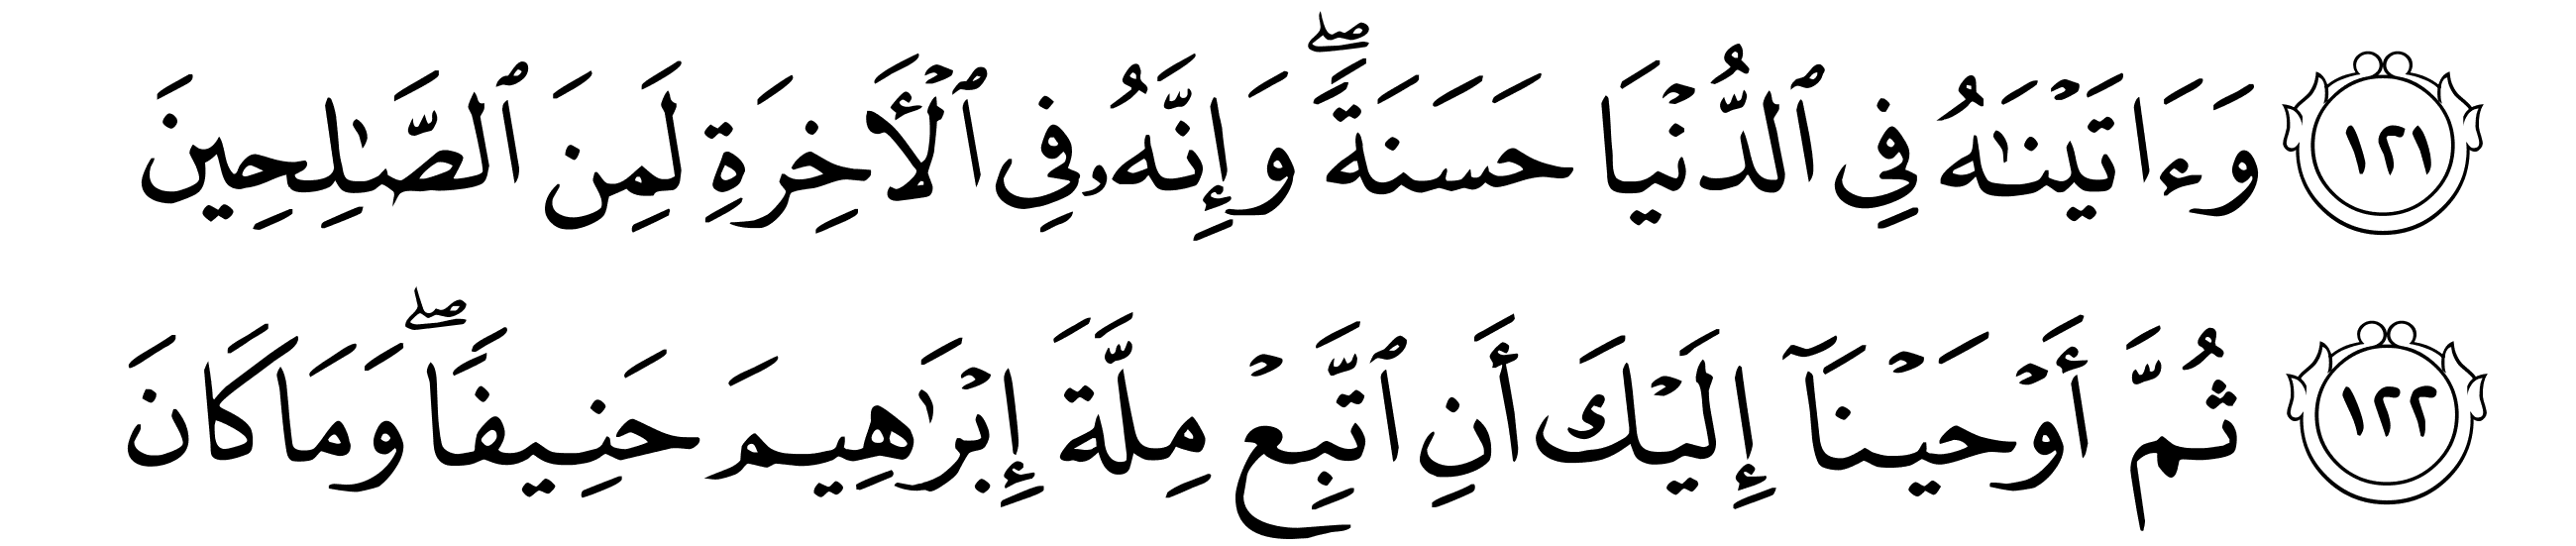 ١٢١ وَءَاتَيْنَـٰهُ فِى ٱلدُّنْيَا حَسَنَةًۖ وَإِنَّهُۥ فِى ٱلْأَخِرَةِ لَمِنَ ٱلصَّـٰلِحِينَ
١٢٢ ثُمَّ أَوْحَيْنَآ إِلَيْكَ أَنِ ٱتَّبِعْ مِلَّةَ إِبْرَٰهِيمَ حَنِيفًاۖ وَمَا كَانَ